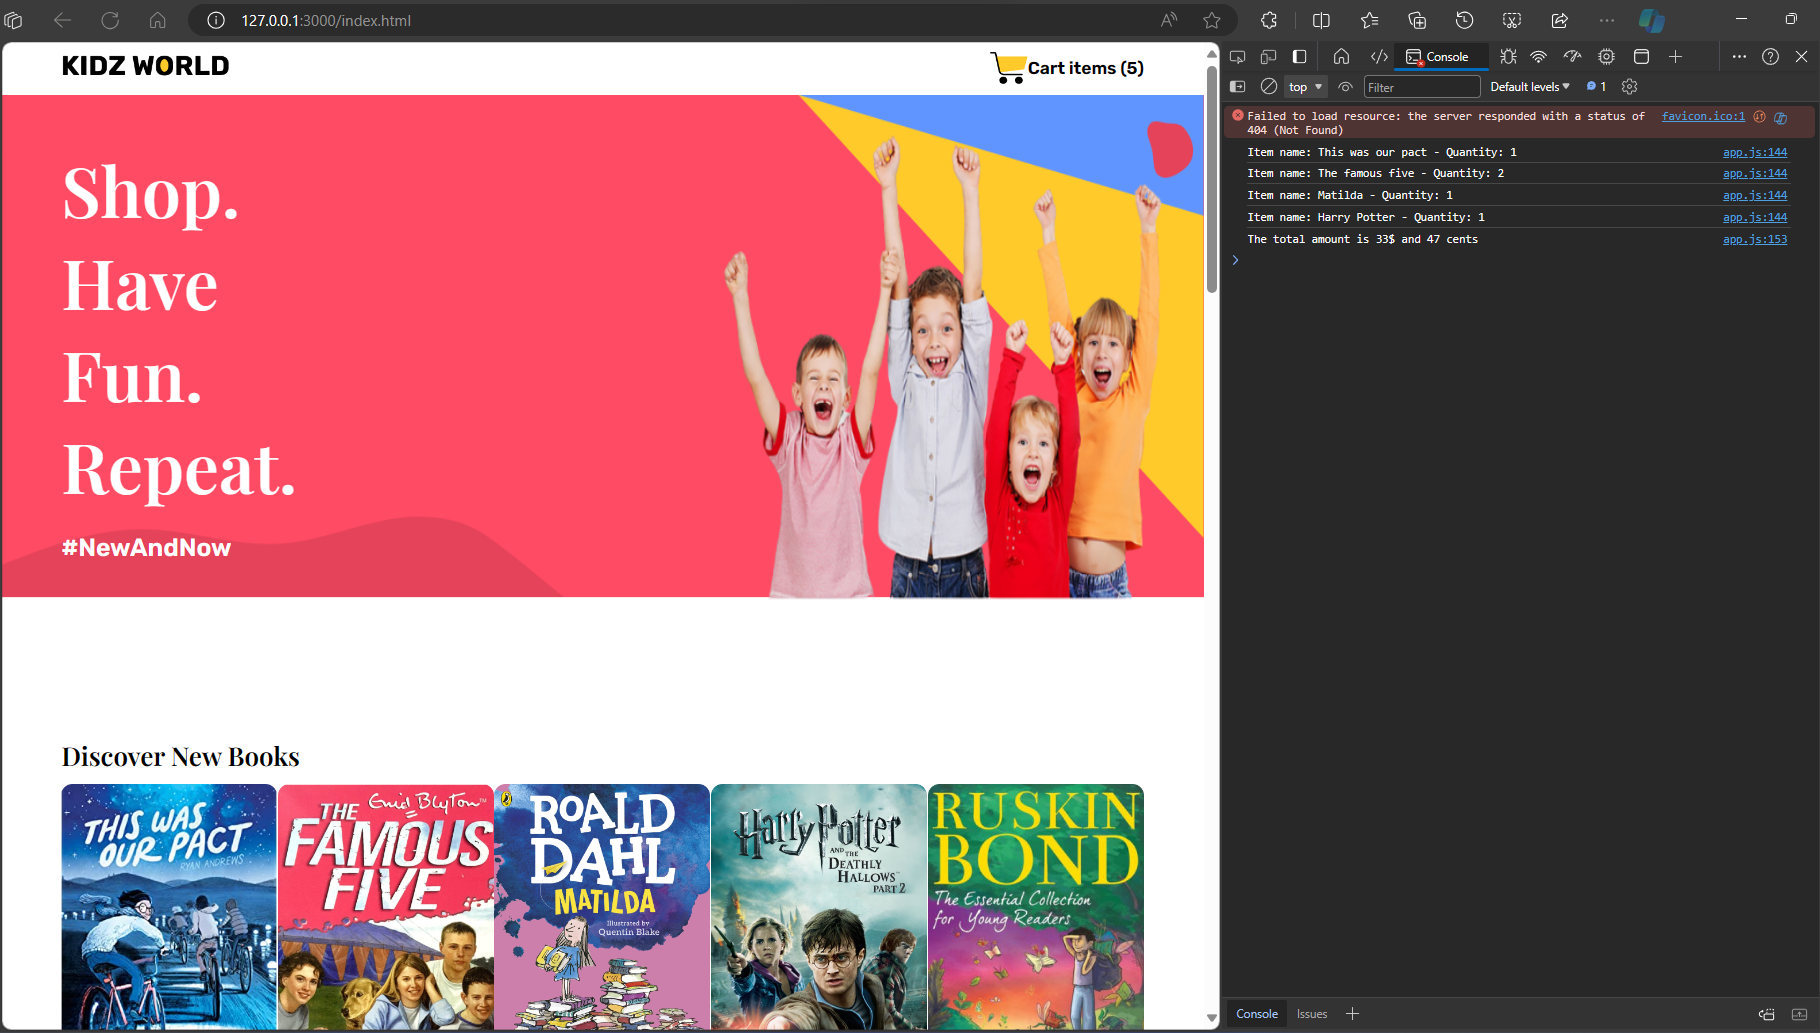 127.0.0.1:3000/index.html
KIDZ WORLD
Cart items (5)
Shop.
Have
Fun.
Repeat.
#NewAndNow
Discover New Books
THIS WAS
OUR PACT
RYAN ANDREWS
Enid Blyton™
THE
FAMOUS
FIVE
ROALD
DAHL
MATILDA
Illustrated by
Quentin Blake
Harry Potter
AND THE
DEATHLY
HALLOWS
PART 2
RUSKIN
BOND
The Essential Collection
for Young Readers
Console
top
Filter
Default levels
1
Failed to load resource: the server responded with a status of favicon.ico:1
404 (Not Found)
Item name: This was our pact - Quantity: 1 app.js:144
Item name: The famous five - Quantity: 2 app.js:144
Item name: Matilda - Quantity: 1 app.js:144
Item name: Harry Potter - Quantity: 1 app.js:144
The total amount is 33$ and 47 cents app.js:153
Console Issues